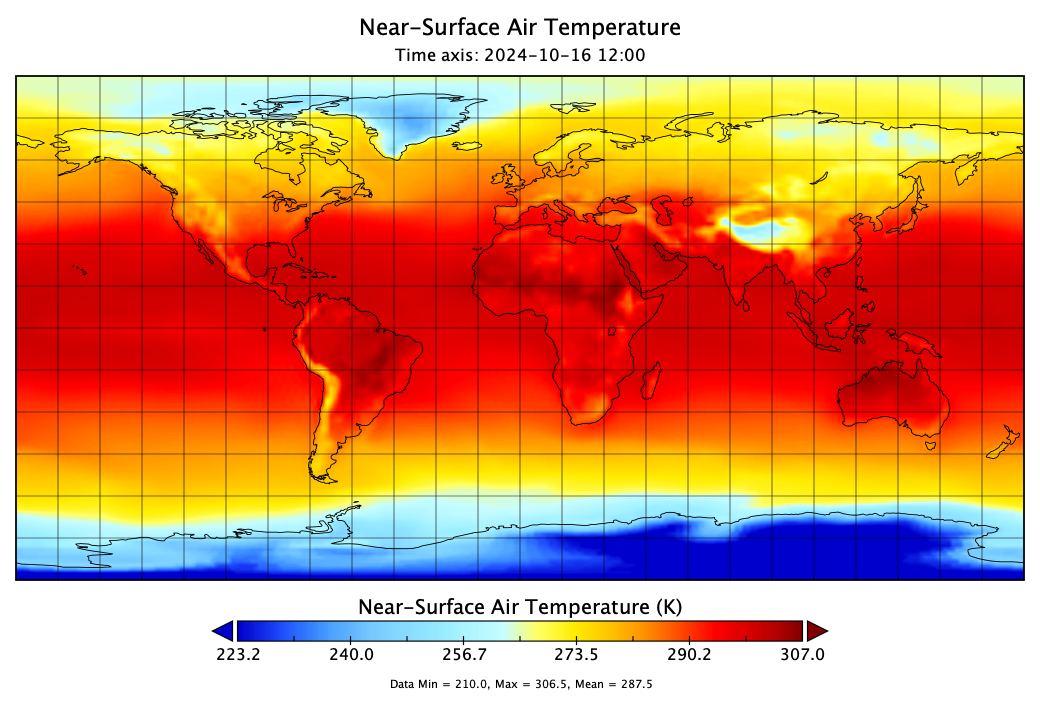 Near-Surface Air Temperature
Time axis: 2024-10-16 12:00
Near-Surface Air Temperature (K)
223.2 240.0 256.7 273.5 290.2 307.0
Data Min = 210.0, Max = 306.5, Mean = 287.5